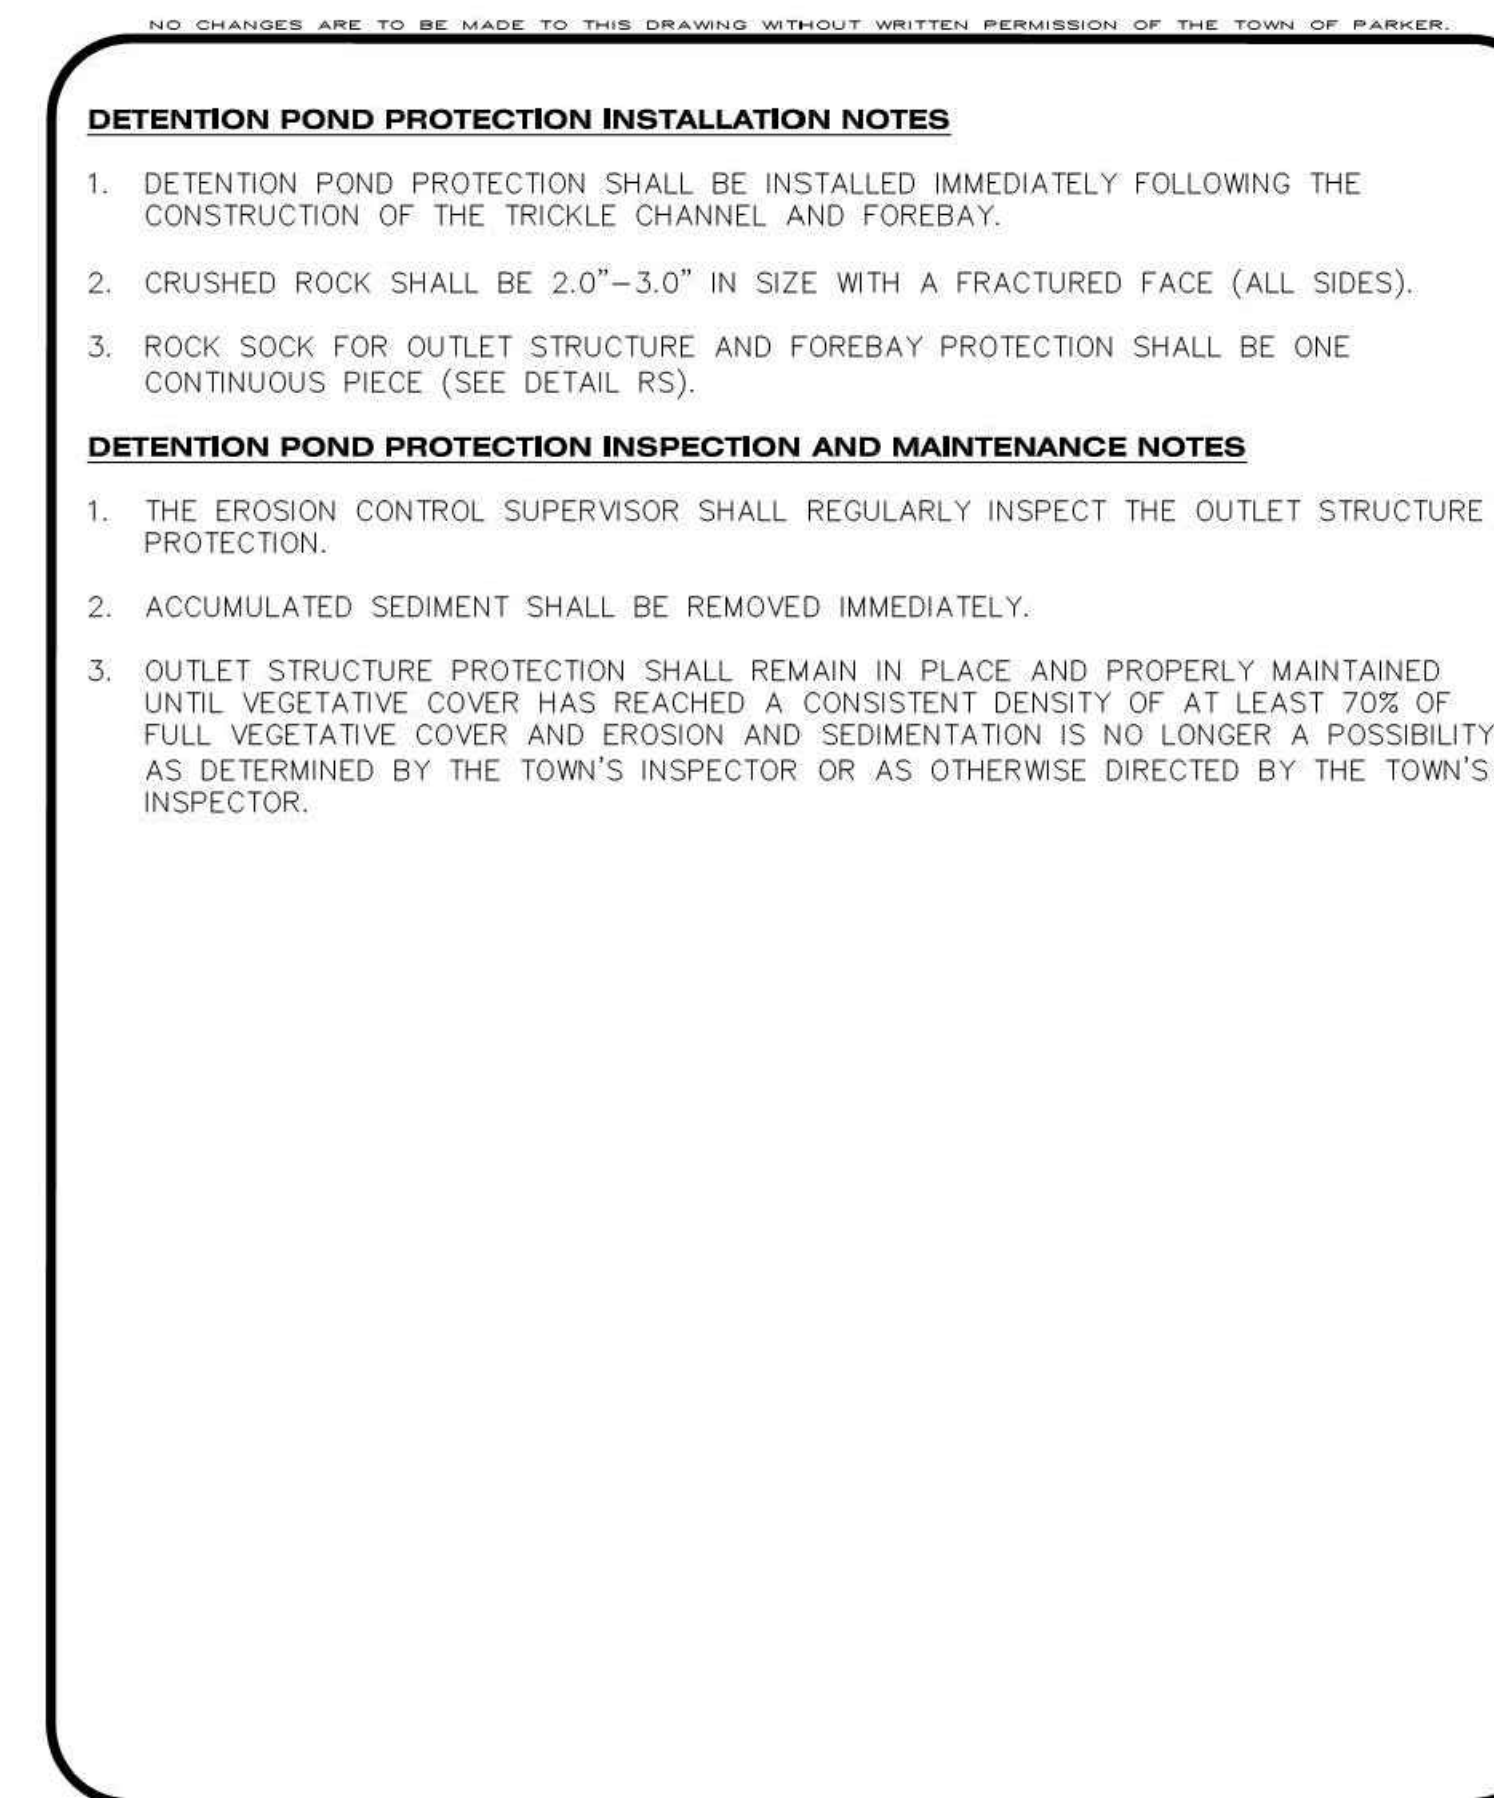 NO CHANGES ARE TO BE MADE TO THIS DRAWING WITHOUT WRITTEN PERMISSION OF THE TOWN OF PARKER.
DETENTION POND PROTECTION INSTALLATION NOTES
1. DETENTION POND PROTECTION SHALL BE INSTALLED IMMEDIATELY FOLLOWING THE
CONSTRUCTION OF THE TRICKLE CHANNEL AND FOREBAY.
2. CRUSHED ROCK SHALL BE 2.0”–3.0” IN SIZE WITH A FRACTURED FACE (ALL SIDES).
3. ROCK SOCK FOR OUTLET STRUCTURE AND FOREBAY PROTECTION SHALL BE ONE
CONTINUOUS PIECE (SEE DETAIL RS).
DETENTION POND PROTECTION INSPECTION AND MAINTENANCE NOTES
1. THE EROSION CONTROL SUPERVISOR SHALL REGULARLY INSPECT THE OUTLET STRUCTURE
PROTECTION.
2. ACCUMULATED SEDIMENT SHALL BE REMOVED IMMEDIATELY.
3. OUTLET STRUCTURE PROTECTION SHALL REMAIN IN PLACE AND PROPERLY MAINTAINED
UNTIL VEGETATIVE COVER HAS REACHED A CONSISTENT DENSITY OF AT LEAST 70% OF
FULL VEGETATIVE COVER AND EROSION AND SEDIMENTATION IS NO LONGER A POSSIBILITY
AS DETERMINED BY THE TOWN'S INSPECTOR OR AS OTHERWISE DIRECTED BY THE TOWN'S
INSPECTOR.